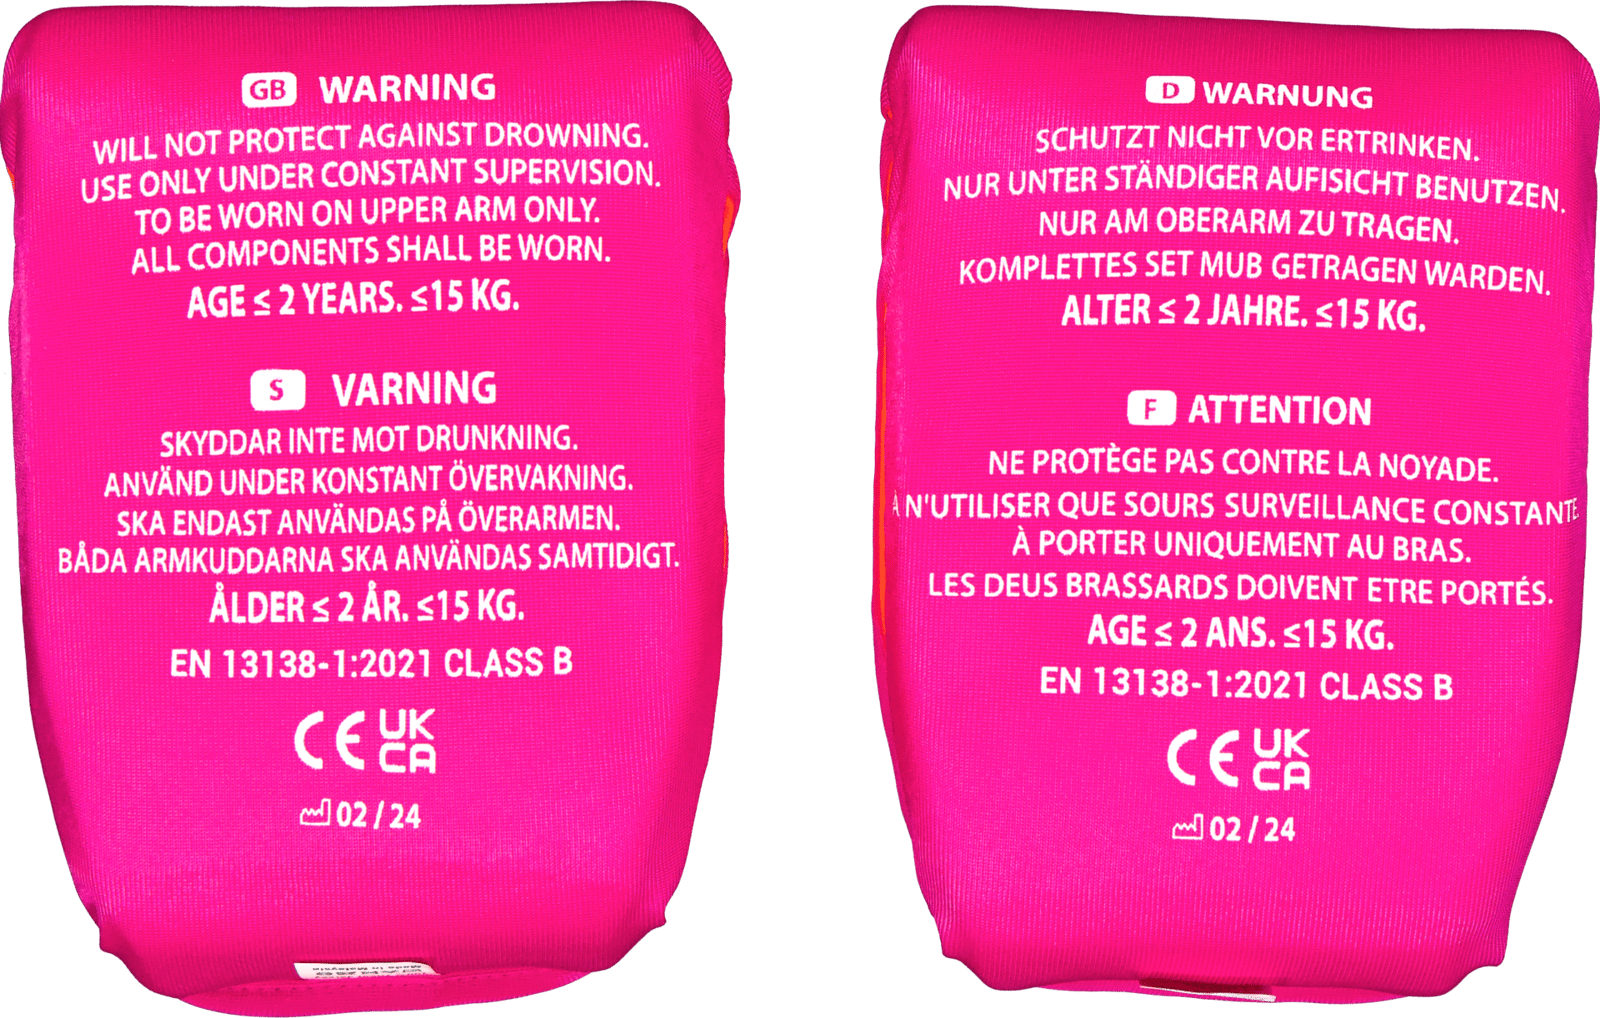 GB WARNING
WILL NOT PROTECT AGAINST DROWNING.
USE ONLY UNDER CONSTANT SUPERVISION.
TO BE WORN ON UPPER ARM ONLY.
ALL COMPONENTS SHALL BE WORN.
AGE ≤ 2 YEARS. ≤15 KG.
S VARNING
SKYDDAR INTE MOT DRUNKNING.
ANVÄND UNDER KONSTANT ÖVERVAKNING.
SKA ENDAST ANVÄNDAS PÅ ÖVERARMEN.
BÅDA ARMKUDDARNA SKA ANVÄNDAS SAMTIDIGT.
ÅLDER ≤ 2 ÅR. ≤15 KG.
EN 13138-1:2021 CLASS B
CE UK CA
02 / 24
Made in Malaysia
D WARNUNG
SCHUTZT NICHT VOR ERTRINKEN.
NUR UNTER STÄNDIGER AUFISICHT BENUTZEN.
NUR AM OBERARM ZU TRAGEN.
KOMPLETTES SET MUB GETRAGEN WARDEN.
ALTER ≤ 2 JAHRE. ≤15 KG.
F ATTENTION
NE PROTÈGE PAS CONTRE LA NOYADE.
A N'UTILISER QUE SOURS SURVEILLANCE CONSTANTE.
À PORTER UNIQUEMENT AU BRAS.
LES DEUS BRASSARDS DOIVENT ETRE PORTÉS.
AGE ≤ 2 ANS. ≤15 KG.
EN 13138-1:2021 CLASS B
CE UK CA
02 / 24